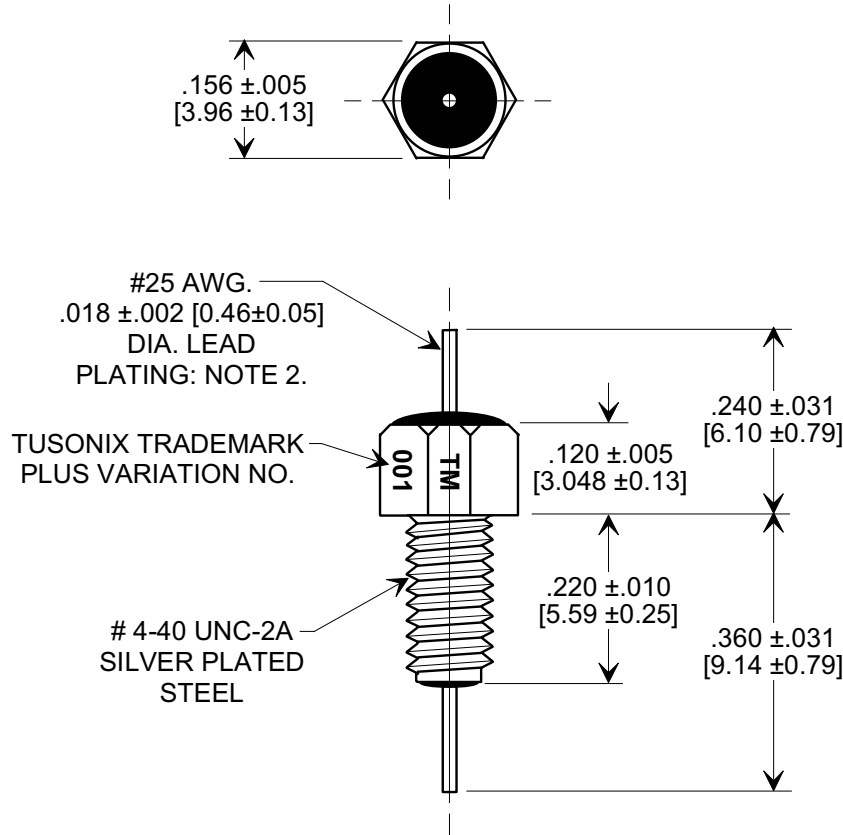 .156 ±.005
[3.96 ±0.13]
#25 AWG.
.018 ±.002 [0.46±0.05]
DIA. LEAD
PLATING: NOTE 2.
.240 ±.031
[6.10 ±0.79]
TUSONIX TRADEMARK
PLUS VARIATION NO.
001
TM
.120 ±.005
[3.048 ±0.13]
.220 ±.010
[5.59 ±0.25]
# 4-40 UNC-2A
SILVER PLATED
STEEL
.360 ±.031
[9.14 ±0.79]